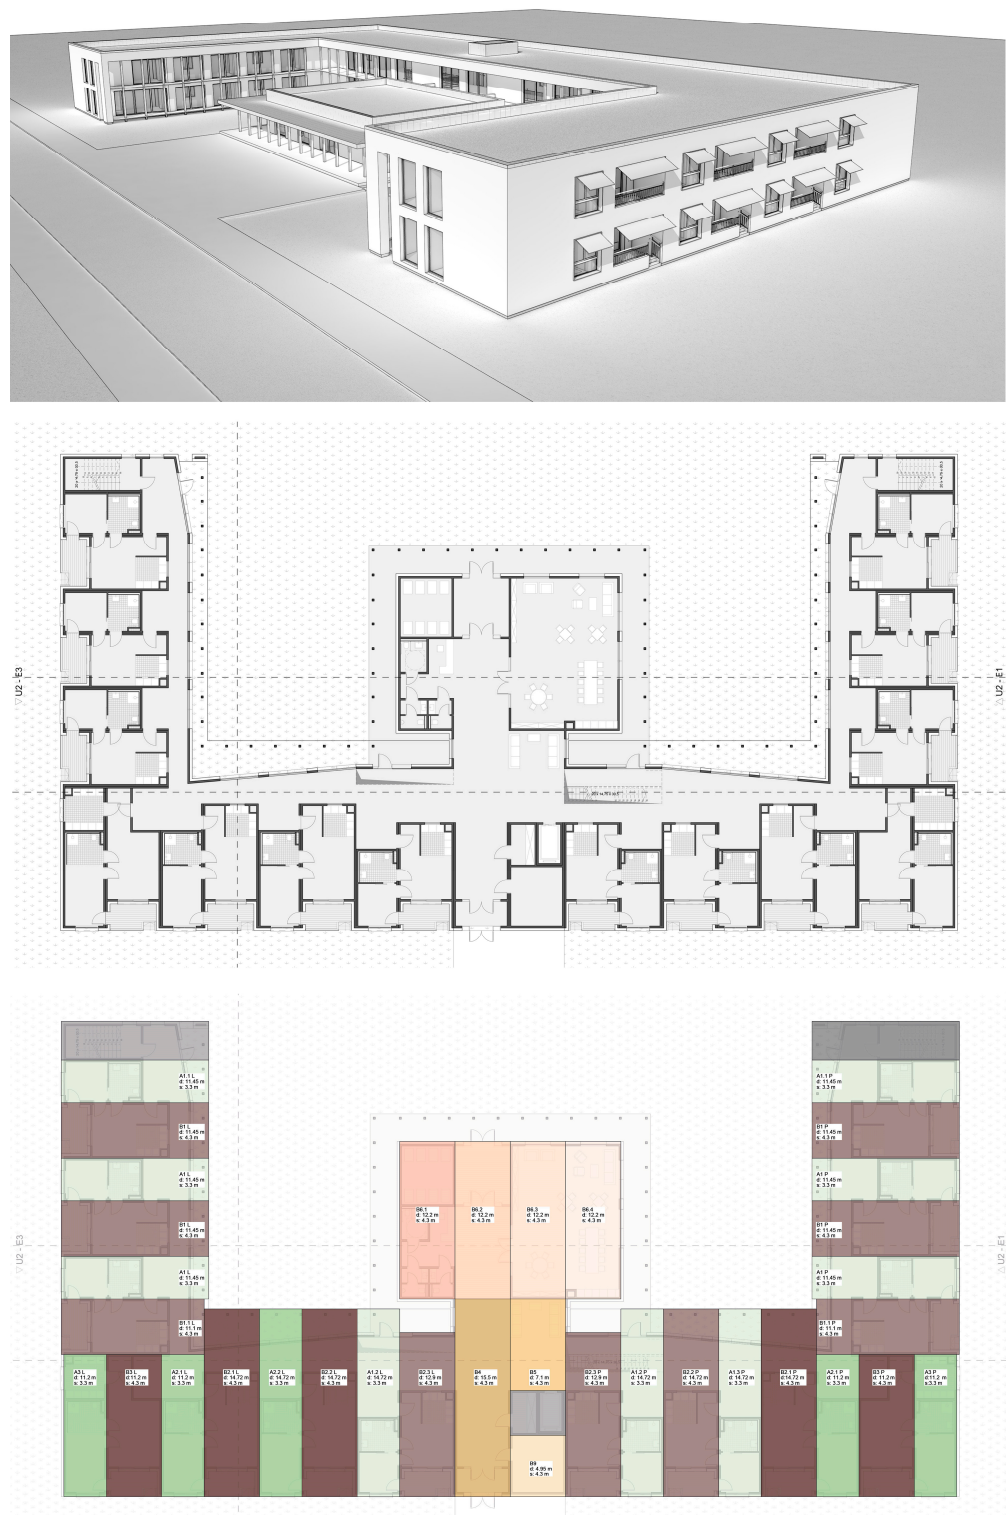 ▽ U2 - E3
△ U2 - E1
▽ U2 - E3
△ U2 - E1
A1.1 L
d: 11.45 m
s: 3.3 m
A1.1 P
d: 11.45 m
s: 3.3 m
B1 L
d: 11.45 m
s: 4.3 m
B1 P
d: 11.45 m
s: 4.3 m
A1 L
d: 11.45 m
s: 3.3 m
A1 P
d: 11.45 m
s: 3.3 m
B6.1
d: 12.2 m
s: 4.3 m
B6.2
d: 12.2 m
s: 4.3 m
B6.3
d: 12.2 m
s: 4.3 m
B6.4
d: 12.2 m
s: 4.3 m
B1 L
d: 11.45 m
s: 4.3 m
B1 P
d: 11.45 m
s: 4.3 m
A1 L
d: 11.45 m
s: 3.3 m
A1 P
d: 11.45 m
s: 3.3 m
B1.1 L
d: 11.1 m
s: 4.3 m
B1.1 P
d: 11.1 m
s: 4.3 m
A3 L
d: 11.2 m
s: 3.3 m
B3 L
d: 11.2 m
s: 4.3 m
A2.1 L
d: 11.2 m
s: 3.3 m
B2.1 L
d: 14.72 m
s: 4.3 m
A2.2 L
d: 14.72 m
s: 3.3 m
B2.2 L
d: 14.72 m
s: 4.3 m
A1.2 L
d: 14.72 m
s: 3.3 m
B2.3 L
d: 12.9 m
s: 4.3 m
B4
d: 15.5 m
s: 4.3 m
B5
d: 7.1 m
s: 4.3 m
B2.3 P
d: 12.9 m
s: 4.3 m
A1.2 P
d: 14.72 m
s: 3.3 m
B2.2 P
d: 14.72 m
s: 4.3 m
A1.3 P
d: 14.72 m
s: 3.3 m
B2.1 P
d: 14.72 m
s: 4.3 m
A2.1 P
d: 11.2 m
s: 3.3 m
B3 P
d: 11.2 m
s: 4.3 m
A3 P
d: 11.2 m
s: 3.3 m
B9
d: 4.95 m
s: 4.3 m